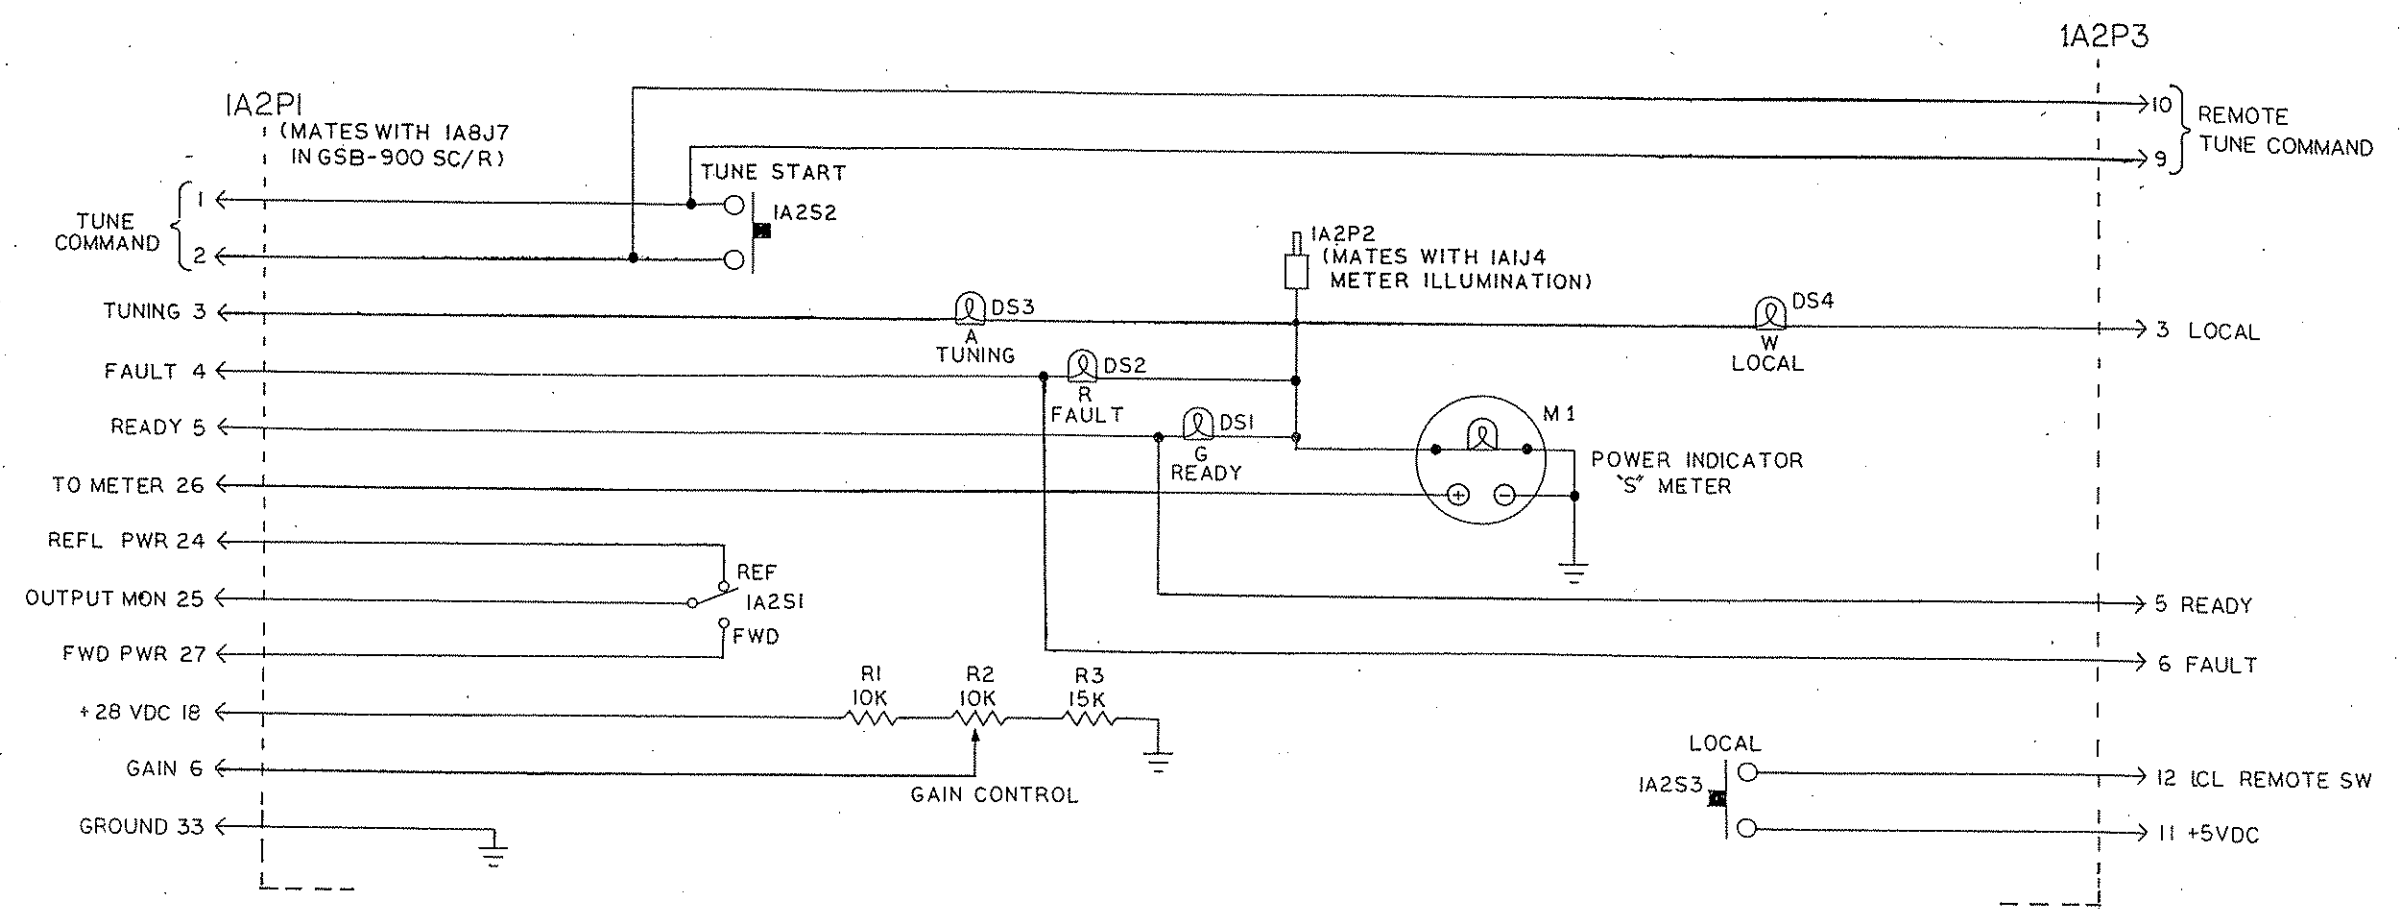 1A2P3
1A2P1
(MATES WITH 1A8J7
IN GSB-900 SC/R)
10
9
REMOTE
TUNE COMMAND
TUNE START
1A2S2
TUNE
COMMAND
1
2
1A2P2
(MATES WITH 1A1J4
METER ILLUMINATION)
TUNING 3
DS3
A
TUNING
DS4
W
LOCAL
3 LOCAL
FAULT 4
DS2
R
FAULT
READY 5
DS1
G
READY
M1
POWER INDICATOR
"S" METER
+ −
TO METER 26
REFL PWR 24
REF
1A2S1
FWD
OUTPUT MON 25
5 READY
FWD PWR 27
6 FAULT
R1
10K
R2
10K
R3
15K
+28 VDC 18
GAIN 6
GAIN CONTROL
LOCAL
1A2S3
12 LCL REMOTE SW
11 +5VDC
GROUND 33